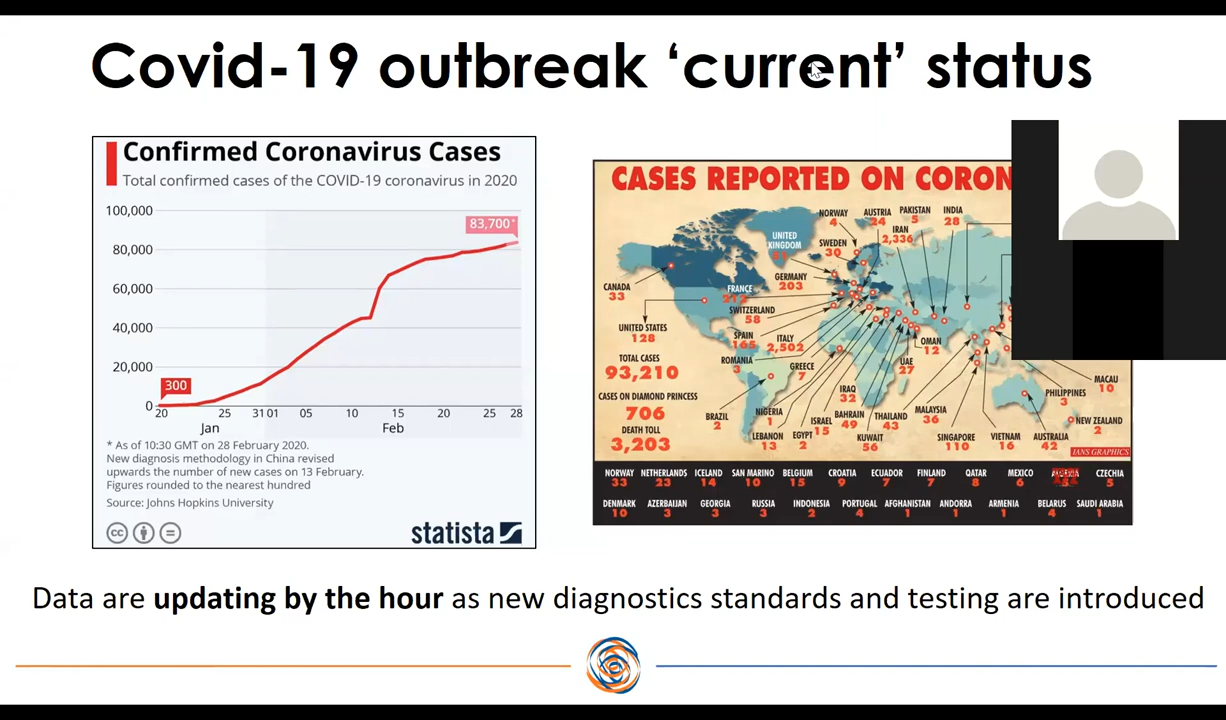 Covid-19 outbreak ‘current’ status
Confirmed Coronavirus Cases
Total confirmed cases of the COVID-19 coronavirus in 2020
100,000
83,700*
80,000
60,000
40,000
20,000
300
0
20 25 31 01 05 10 15 20 25 28
Jan Feb
* As of 10:30 GMT on 28 February 2020.
New diagnosis methodology in China revised
upwards the number of new cases on 13 February.
Figures rounded to the nearest hundred
Source: Johns Hopkins University
cc
statista
CASES REPORTED ON CORON
NORWAY
4
AUSTRIA
24
PAKISTAN
5
INDIA
28
IRAN
2,336
UNITED
KINGDOM
SWEDEN
30
GERMANY
203
CANADA
33
FRANCE
212
SWITZERLAND
58
UNITED STATES
128
SPAIN
165
ITALY
2,502
OMAN
12
ROMANIA
3
GREECE
7
UAE
27
TOTAL CASES
93,210
CASES ON DIAMOND PRINCESS
706
DEATH TOLL
3,203
IRAQ
32
MACAU
10
PHILIPPINES
3
BRAZIL
2
NIGERIA
1
ISRAEL
15
BAHRAIN
49
THAILAND
43
MALAYSIA
36
NEW ZEALAND
2
LEBANON
13
EGYPT
2
KUWAIT
56
SINGAPORE
110
VIETNAM
16
AUSTRALIA
42
IANS GRAPHICS
NORWAY NETHERLANDS ICELAND SAN MARINO BELGIUM CROATIA ECUADOR FINLAND QATAR MEXICO CZECHIA
33 23 14 10 15 9 7 7 8 6 5
DENMARK AZERBAIJAN GEORGIA RUSSIA INDONESIA PORTUGAL AFGHANISTAN ANDORRA ARMENIA BELARUS SAUDI ARABIA
10 3 3 3 2 4 1 1 1 4 1
Data are updating by the hour as new diagnostics standards and testing are introduced